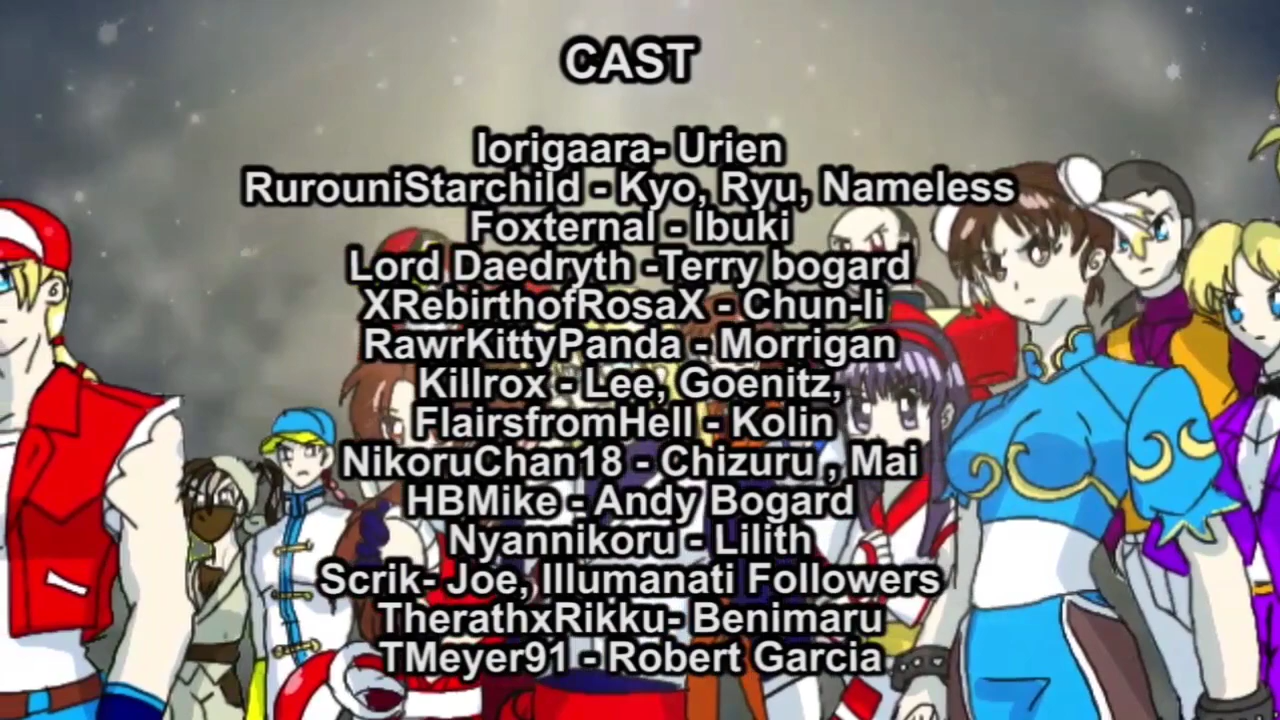 CAST
Iorigaara- Urien
RurouniStarchild - Kyo, Ryu, Nameless
Foxternal - Ibuki
Lord Daedryth -Terry bogard
XRebirthofRosaX - Chun-li
RawrKittyPanda - Morrigan
Killrox - Lee, Goenitz,
FlairsfromHell - Kolin
NikoruChan18 - Chizuru , Mai
HBMike - Andy Bogard
Nyannikoru - Lilith
Scrik- Joe, Illumanati Followers
TherathxRikku- Benimaru
TMeyer91 - Robert Garcia